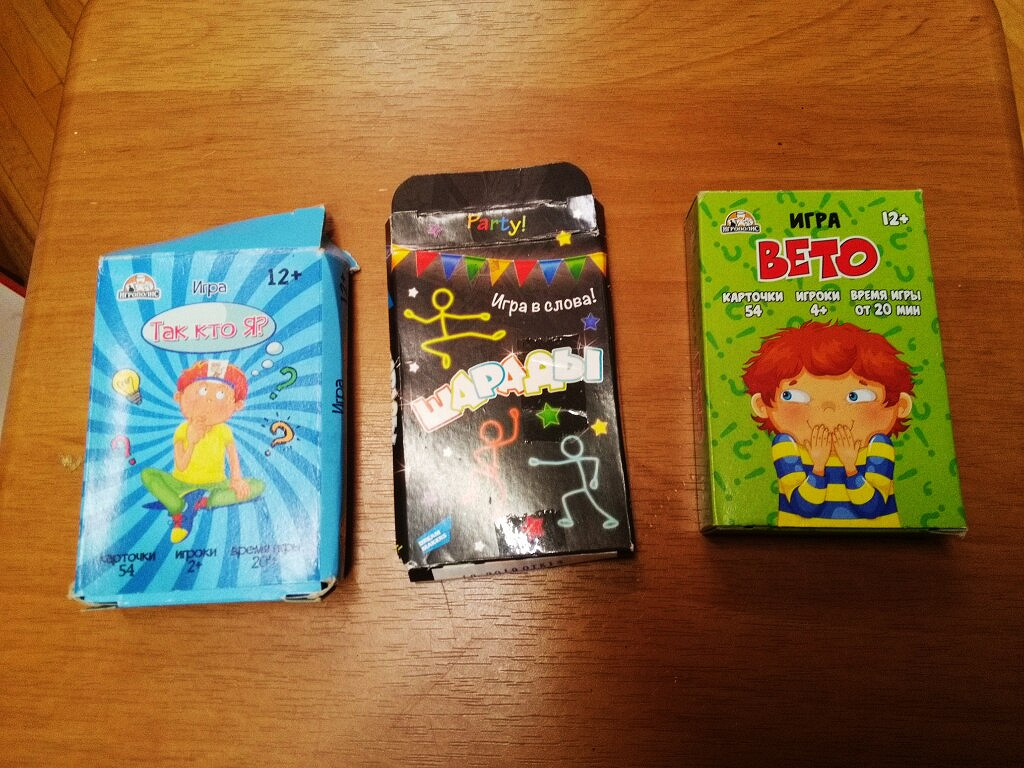 ИГРОПОЛИС
Игра
12+
Так кто Я?
карточки игроки время игры
54 2+
Игра
Party!
Игра в слова!
ШАРАДЫ
ИГРОПОЛИС
ИГРА
12+
ВЕТО
КАРТОЧКИ ИГРОКИ ВРЕМЯ ИГРЫ
54 4+ ОТ 20 МИН